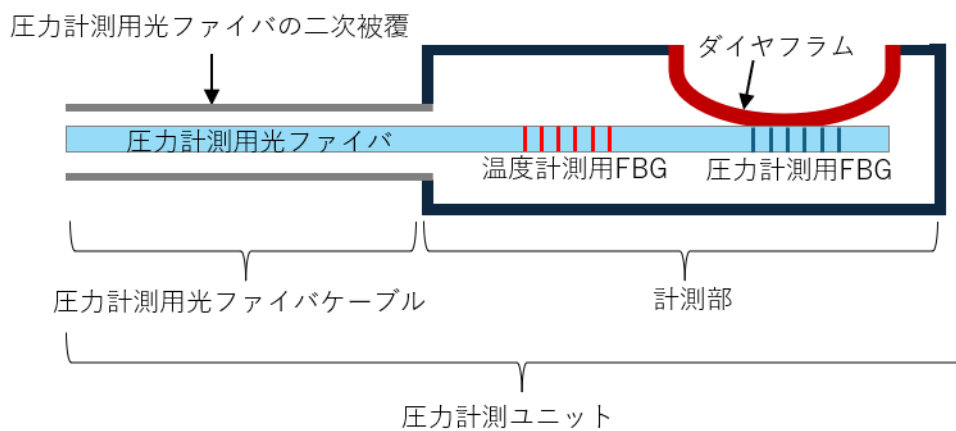 圧力計測用光ファイバの二次被覆
ダイヤフラム
圧力計測用光ファイバ
温度計測用FBG
圧力計測用FBG
圧力計測用光ファイバケーブル
計測部
圧力計測ユニット